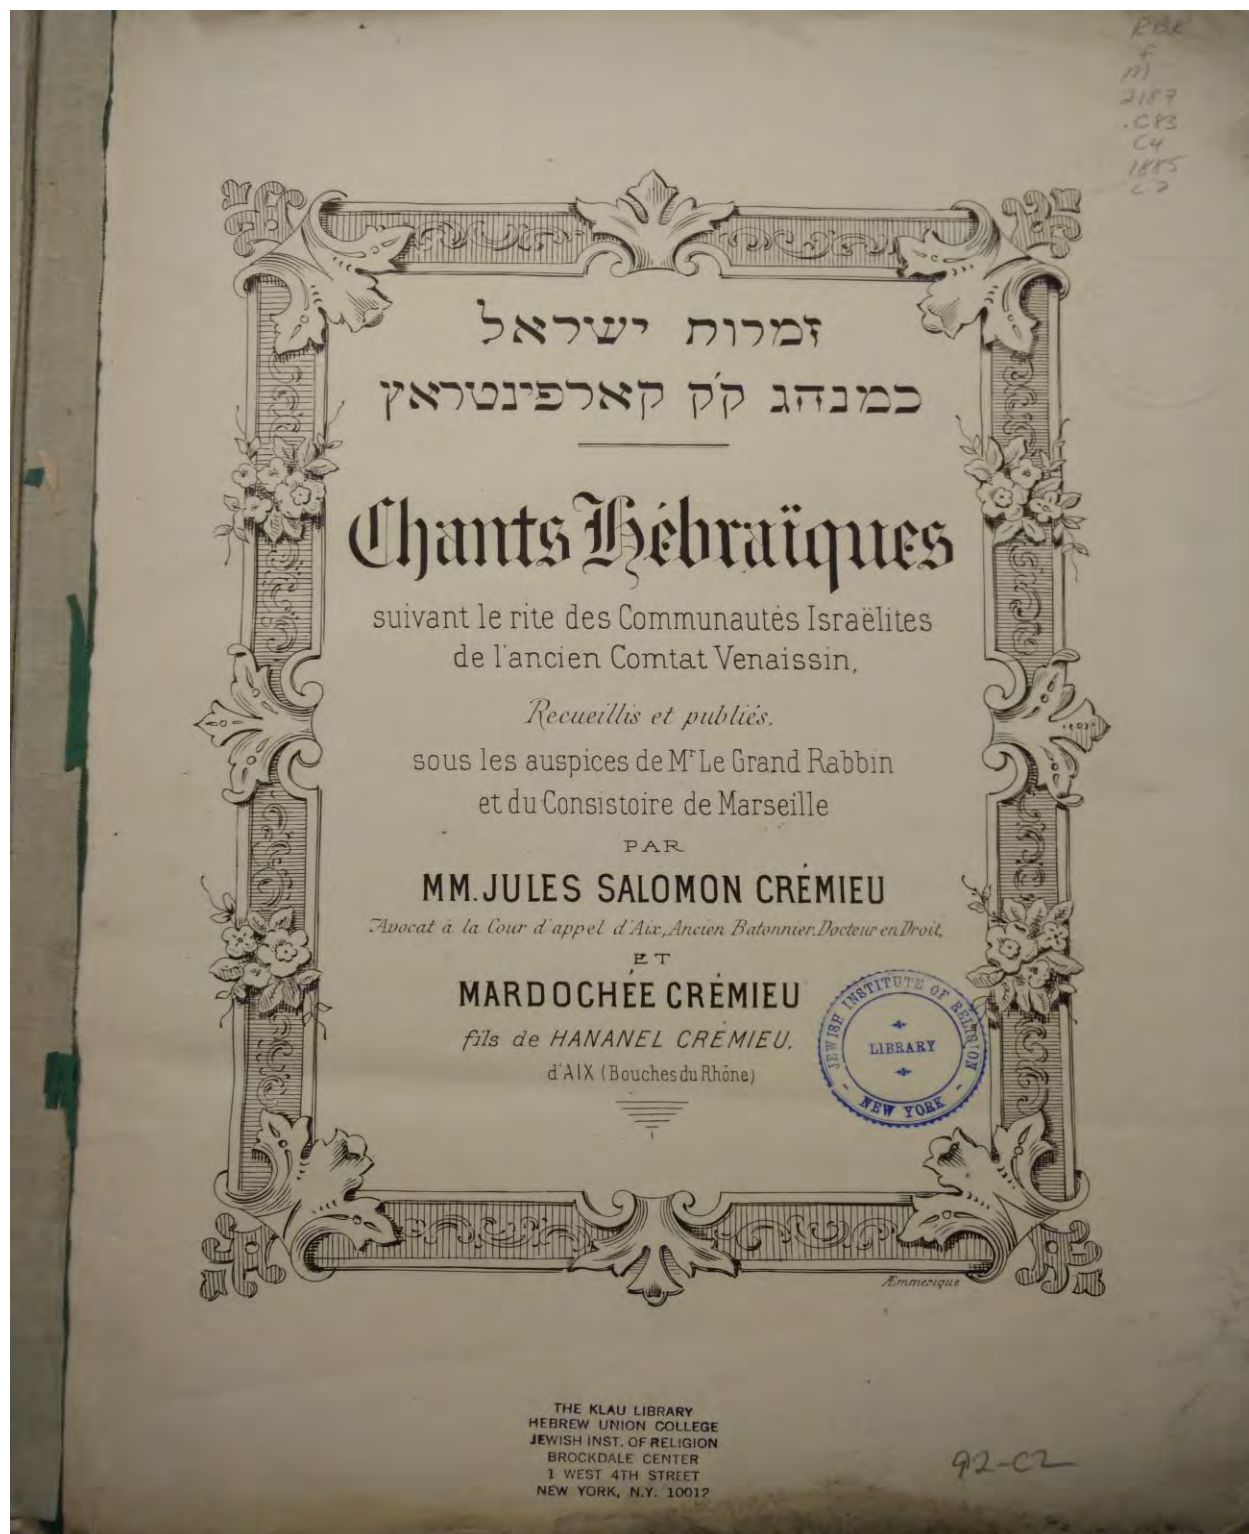 RBR
f
M
2187
.C83
C4
1885
c.2
זמרות ישראל
כמנהג ק׳ק קארפינטראץ
Chants Hébraïques
suivant le rite des Communautés Israëlites
de l'ancien Comtat Venaissin,
Recueillis et publiés.
sous les auspices de Mr Le Grand Rabbin
et du Consistoire de Marseille
PAR
MM. JULES SALOMON CRÉMIEU
Avocat à la Cour d'appel d'Aix, Ancien Batonnier. Docteur en Droit,
ET
MARDOCHÉE CRÉMIEU
fils de HANANEL CRÉMIEU.
d'AIX (Bouches du Rhône)
JEWISH INSTITUTE OF RELIGION
LIBRARY
NEW YORK
Æmmerique
THE KLAU LIBRARY
HEBREW UNION COLLEGE
JEWISH INST. OF RELIGION
BROCKDALE CENTER
1 WEST 4TH STREET
NEW YORK, N.Y. 10012
92-C2